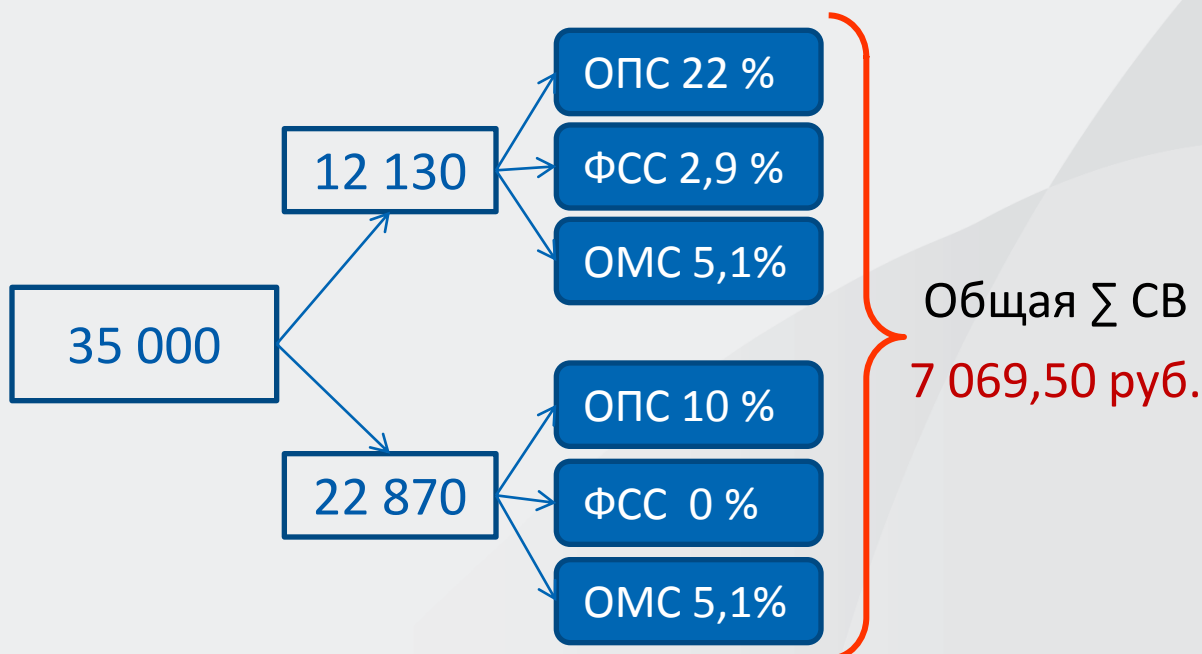 35 000
12 130
ОПС 22 %
ФСС 2,9 %
ОМС 5,1%
22 870
ОПС 10 %
ФСС 0 %
ОМС 5,1%
Общая ∑ СВ
7 069,50 руб.